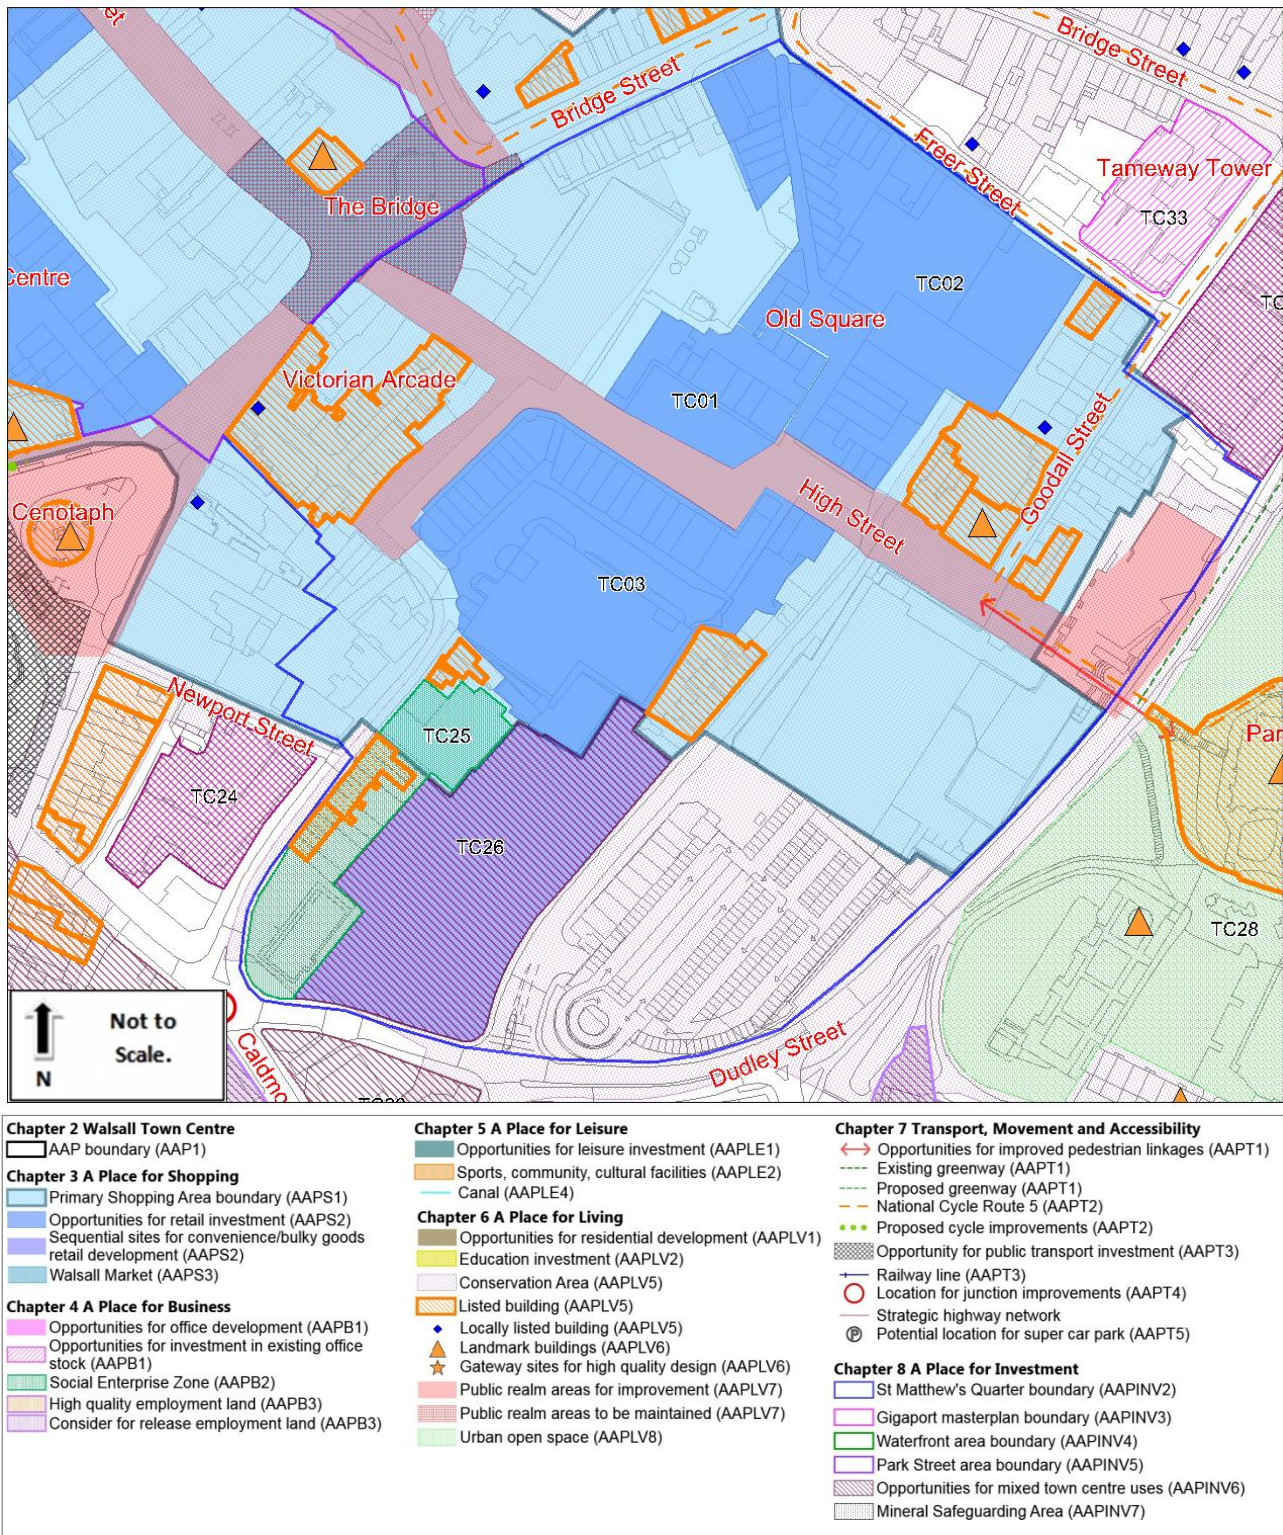 et
Bridge Street
Bridge Street
Freer Street
Tameway Tower
TC33
The Bridge
Centre
TC02
Old Square
Victorian Arcade
TC01
Goodall Street
High Street
Cenotaph
TC03
Newport Street
TC25
Par
TC24
TC26
TC28
Not to
Scale.
N
Caldmo
Dudley Street
Chapter 2 Walsall Town Centre
AAP boundary (AAP1)
Chapter 3 A Place for Shopping
Primary Shopping Area boundary (AAPS1)
Opportunities for retail investment (AAPS2)
Sequential sites for convenience/bulky goods
retail development (AAPS2)
Walsall Market (AAPS3)
Chapter 4 A Place for Business
Opportunities for office development (AAPB1)
Opportunities for investment in existing office
stock (AAPB1)
Social Enterprise Zone (AAPB2)
High quality employment land (AAPB3)
Consider for release employment land (AAPB3)
Chapter 5 A Place for Leisure
Opportunities for leisure investment (AAPLE1)
Sports, community, cultural facilities (AAPLE2)
Canal (AAPLE4)
Chapter 6 A Place for Living
Opportunities for residential development (AAPLV1)
Education investment (AAPLV2)
Conservation Area (AAPLV5)
Listed building (AAPLV5)
Locally listed building (AAPLV5)
Landmark buildings (AAPLV6)
Gateway sites for high quality design (AAPLV6)
Public realm areas for improvement (AAPLV7)
Public realm areas to be maintained (AAPLV7)
Urban open space (AAPLV8)
Chapter 7 Transport, Movement and Accessibility
Opportunities for improved pedestrian linkages (AAPT1)
Existing greenway (AAPT1)
Proposed greenway (AAPT1)
National Cycle Route 5 (AAPT2)
Proposed cycle improvements (AAPT2)
Opportunity for public transport investment (AAPT3)
Railway line (AAPT3)
Location for junction improvements (AAPT4)
Strategic highway network
P Potential location for super car park (AAPT5)
Chapter 8 A Place for Investment
St Matthew's Quarter boundary (AAPINV2)
Gigaport masterplan boundary (AAPINV3)
Waterfront area boundary (AAPINV4)
Park Street area boundary (AAPINV5)
Opportunities for mixed town centre uses (AAPINV6)
Mineral Safeguarding Area (AAPINV7)